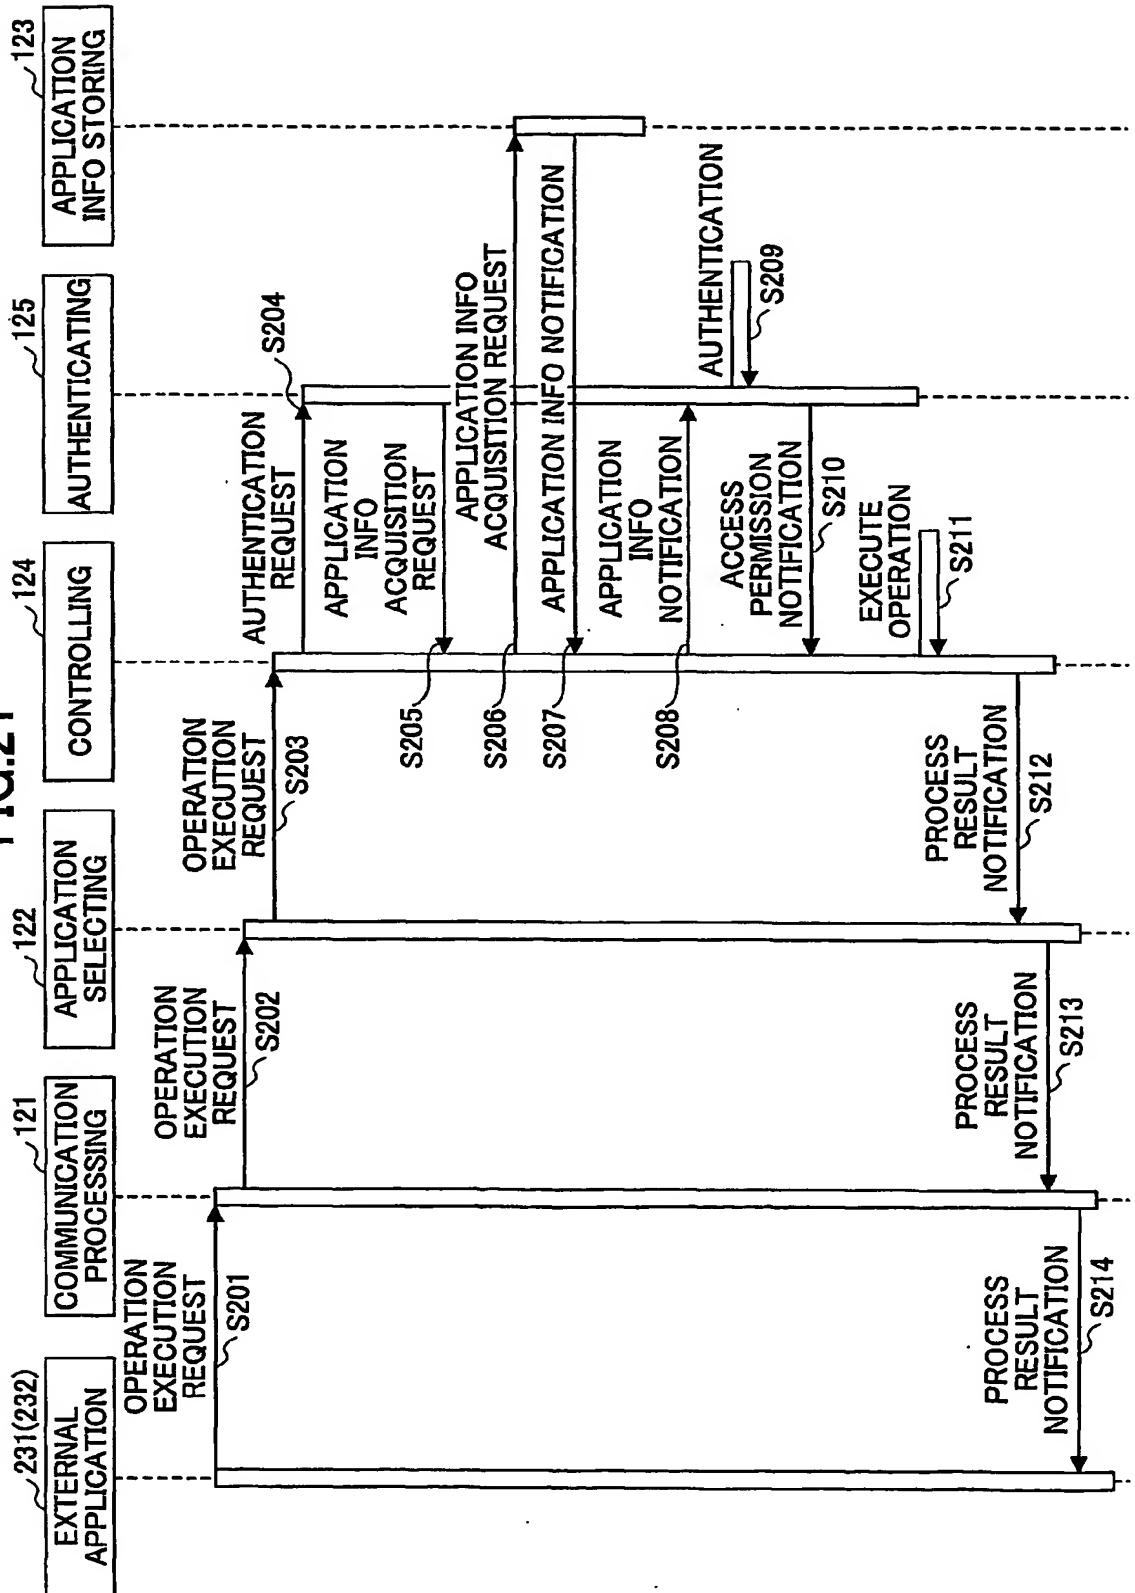 FIG.21
231(232)
EXTERNAL
APPLICATION
121
COMMUNICATION
PROCESSING
122
APPLICATION
SELECTING
124
CONTROLLING
125
AUTHENTICATING
123
APPLICATION
INFO STORING
OPERATION
EXECUTION
REQUEST
S201
OPERATION
EXECUTION
REQUEST
S202
OPERATION
EXECUTION
REQUEST
S203
AUTHENTICATION
REQUEST
S204
APPLICATION
INFO
ACQUISITION
REQUEST
S205
APPLICATION INFO
ACQUISITION REQUEST
S206
APPLICATION INFO NOTIFICATION
S207
APPLICATION
INFO
NOTIFICATION
S208
AUTHENTICATION
S209
ACCESS
PERMISSION
NOTIFICATION
S210
EXECUTE
OPERATION
S211
PROCESS
RESULT
NOTIFICATION
S212
PROCESS
RESULT
NOTIFICATION
S213
PROCESS
RESULT
NOTIFICATION
S214